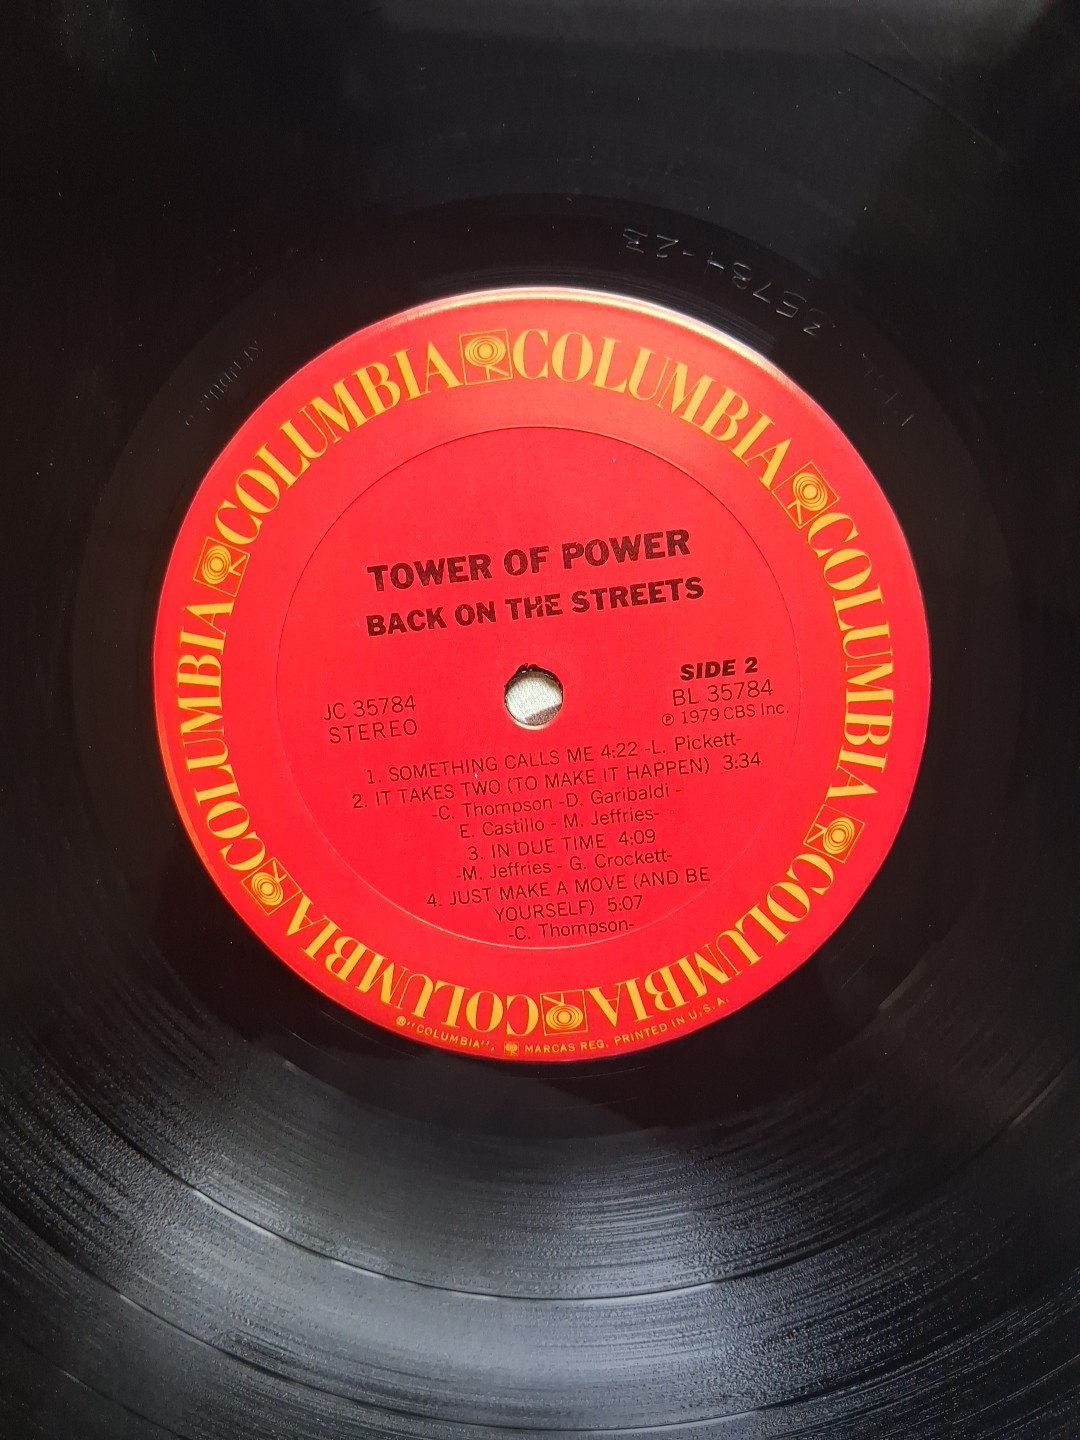 COLUMBIA COLUMBIA COLUMBIA COLUMBIA COLUMBIA COLUMBIA
TOWER OF POWER
BACK ON THE STREETS
SIDE 2
JC 35784
STEREO
BL 35784
℗ 1979 CBS Inc.
1. SOMETHING CALLS ME 4:22 -L. Pickett-
2. IT TAKES TWO (TO MAKE IT HAPPEN) 3:34
-C. Thompson -D. Garibaldi -
E. Castillo - M. Jeffries-
3. IN DUE TIME 4:09
-M. Jeffries - G. Crockett-
4. JUST MAKE A MOVE (AND BE
YOURSELF) 5:07
-C. Thompson-
®"COLUMBIA", MARCAS REG. PRINTED IN U.S.A.
35784-2B